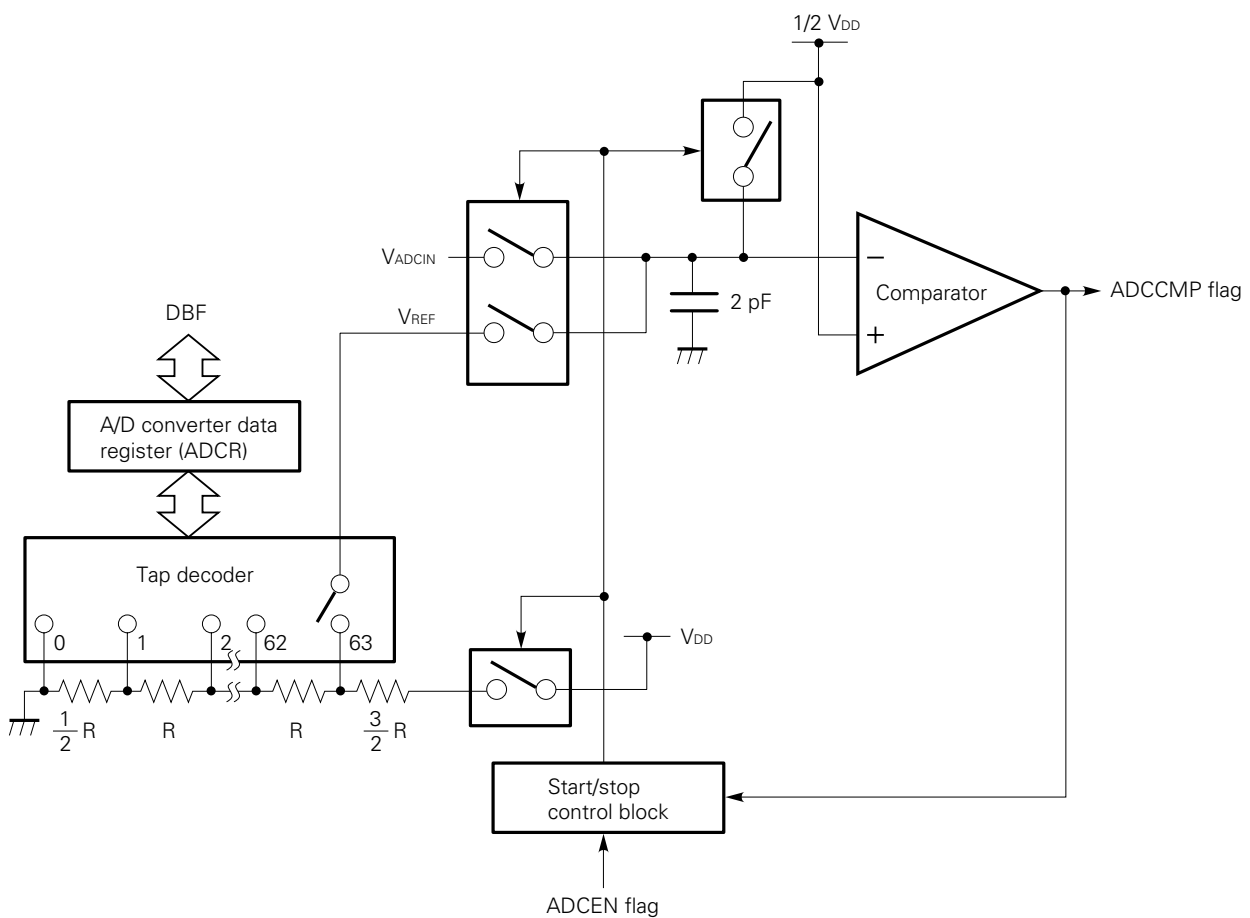 1/2 VDD
VADCIN
VREF
2 pF
−
+
Comparator
ADCCMP flag
DBF
A/D converter data
register (ADCR)
Tap decoder
0 1 2 62 63
VDD
1/2 R R R 3/2 R
Start/stop
control block
ADCEN flag